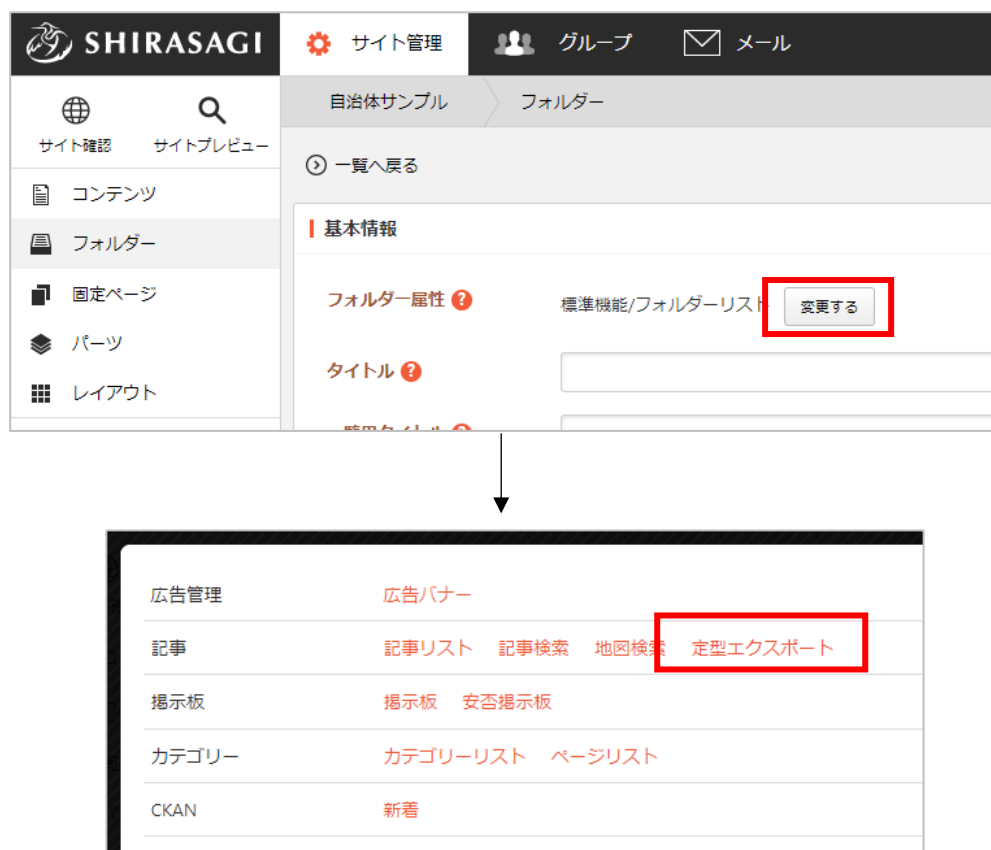 SHIRASAGI サイト管理 グループ メール
サイト確認 サイトプレビュー
自治体サンプル フォルダー
一覧へ戻る
コンテンツ
フォルダー
固定ページ
パーツ
レイアウト
基本情報
フォルダー属性 ? 標準機能/フォルダーリスト 変更する
タイトル ?
広告管理 広告バナー
記事 記事リスト 記事検索 地図検索 定型エクスポート
掲示板 掲示板 安否掲示板
カテゴリー カテゴリーリスト ページリスト
CKAN 新着